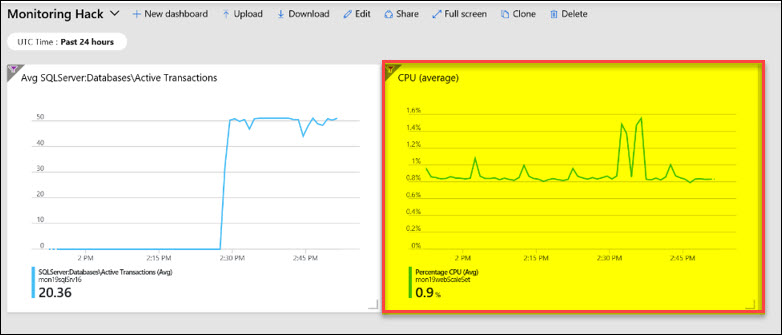 Monitoring Hack
New dashboard
Upload
Download
Edit
Share
Full screen
Clone
Delete
UTC Time : Past 24 hours
Avg SQLServer:Databases\Active Transactions
50
40
30
20
10
0
2 PM
2:15 PM
2:30 PM
2:45 PM
SQLServer:Databases\Active Transactions (Avg)
mon19sqlSrv16
20.36
CPU (average)
1.6%
1.4%
1.2%
1%
0.8%
0.6%
0.4%
0.2%
0%
2 PM
2:15 PM
2:30 PM
2:45 PM
Percentage CPU (Avg)
mon19webScaleSet
0.9 %